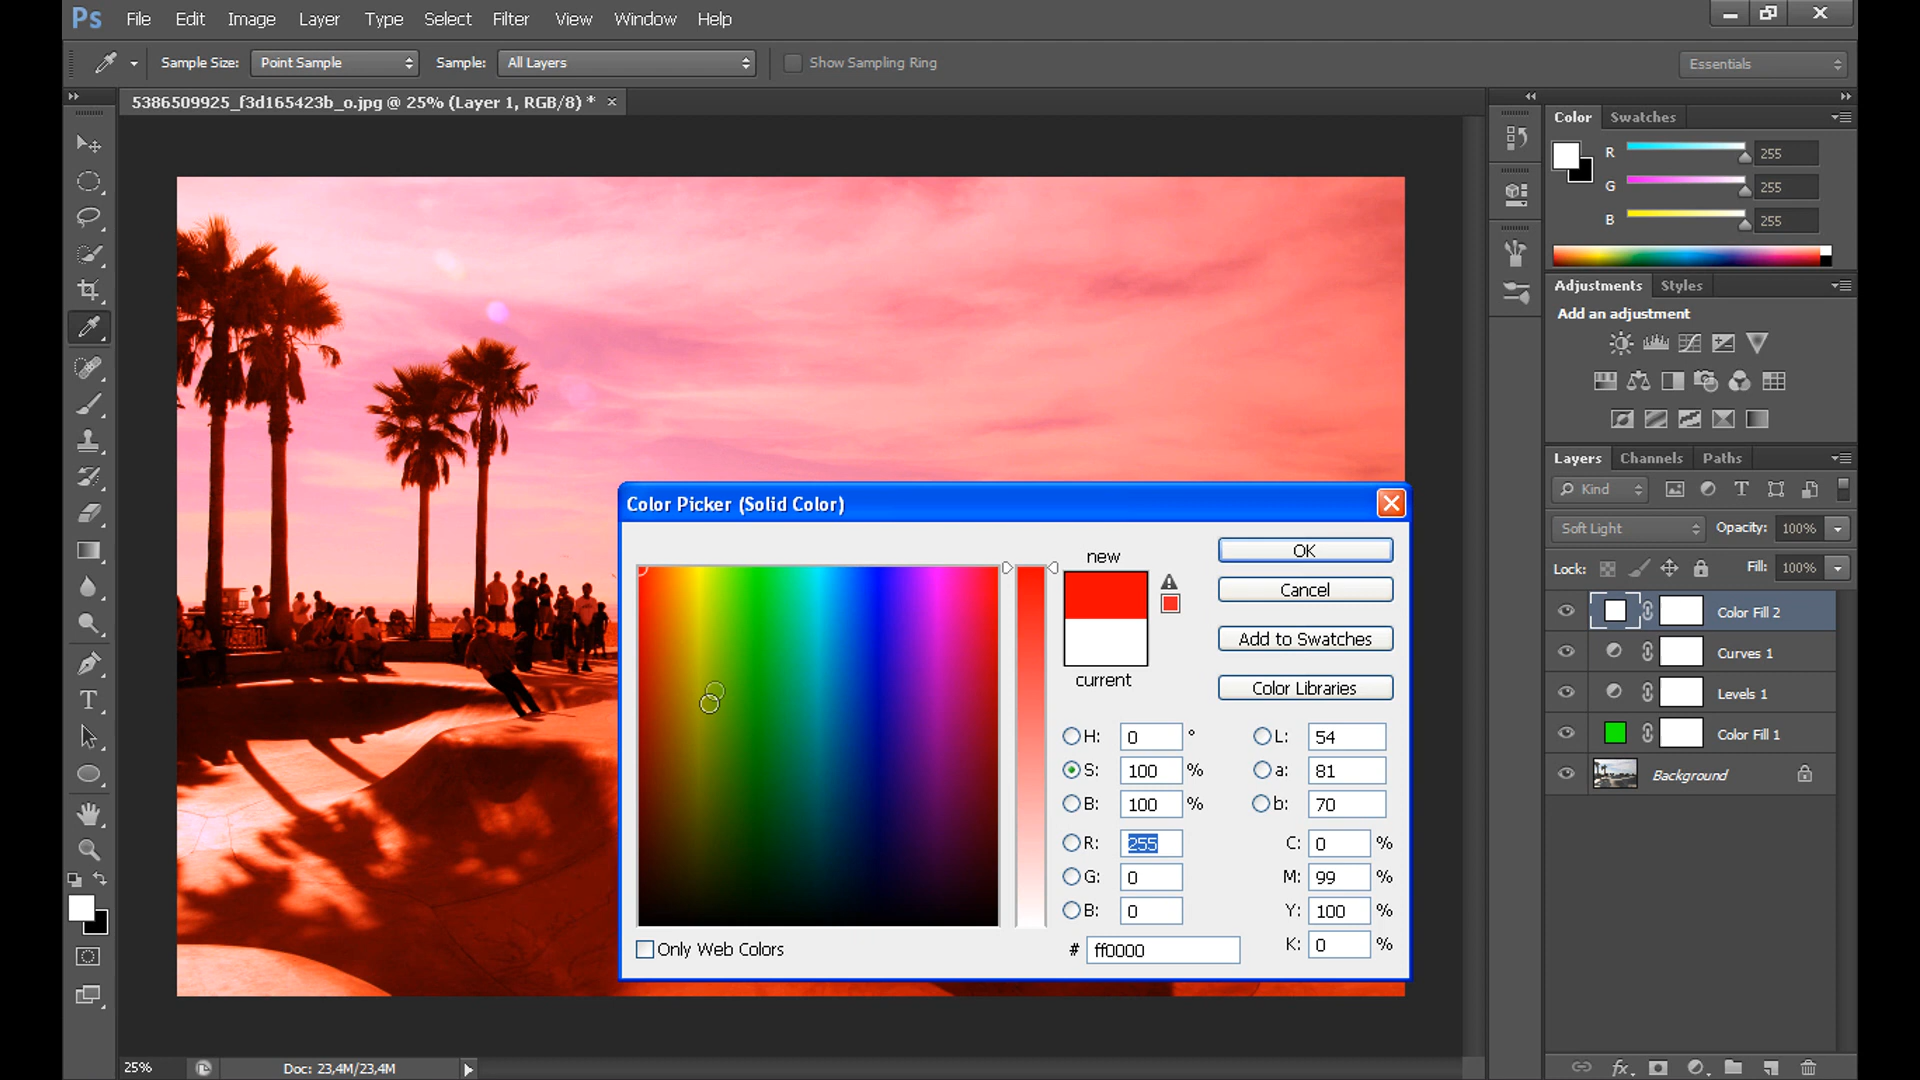 Ps File Edit Image Layer Type Select Filter View Window Help
Sample Size: Point Sample Sample: All Layers Show Sampling Ring Essentials
5386509925_f3d165423b_o.jpg @ 25% (Layer 1, RGB/8) * ×
Color Swatches
R 255
G 255
B 255
Adjustments Styles
Add an adjustment
Layers Channels Paths
Kind
Soft Light Opacity: 100%
Lock: Fill: 100%
Color Fill 2
Curves 1
Levels 1
Color Fill 1
Background
Color Picker (Solid Color)
new
current
OK
Cancel
Add to Swatches
Color Libraries
H: 0 ° L: 54
S: 100 % a: 81
B: 100 % b: 70
R: 255 C: 0 %
G: 0 M: 99 %
B: 0 Y: 100 %
# ff0000 K: 0 %
Only Web Colors
T
fx
25% Doc: 23,4M/23,4M